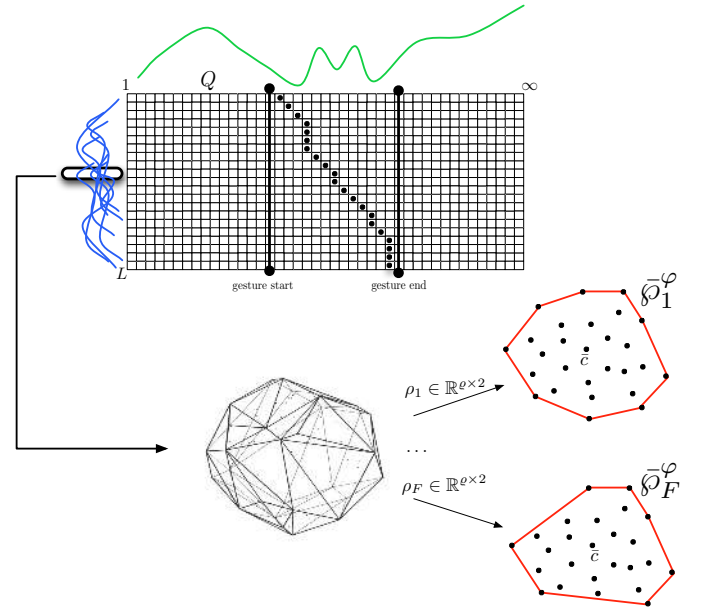 1
Q
∞
L
gesture start
gesture end
℘̄₁^φ
c̄
ρ₁ ∈ ℝ^{ϱ×2}
...
ρ_F ∈ ℝ^{ϱ×2}
℘̄_F^φ
c̄